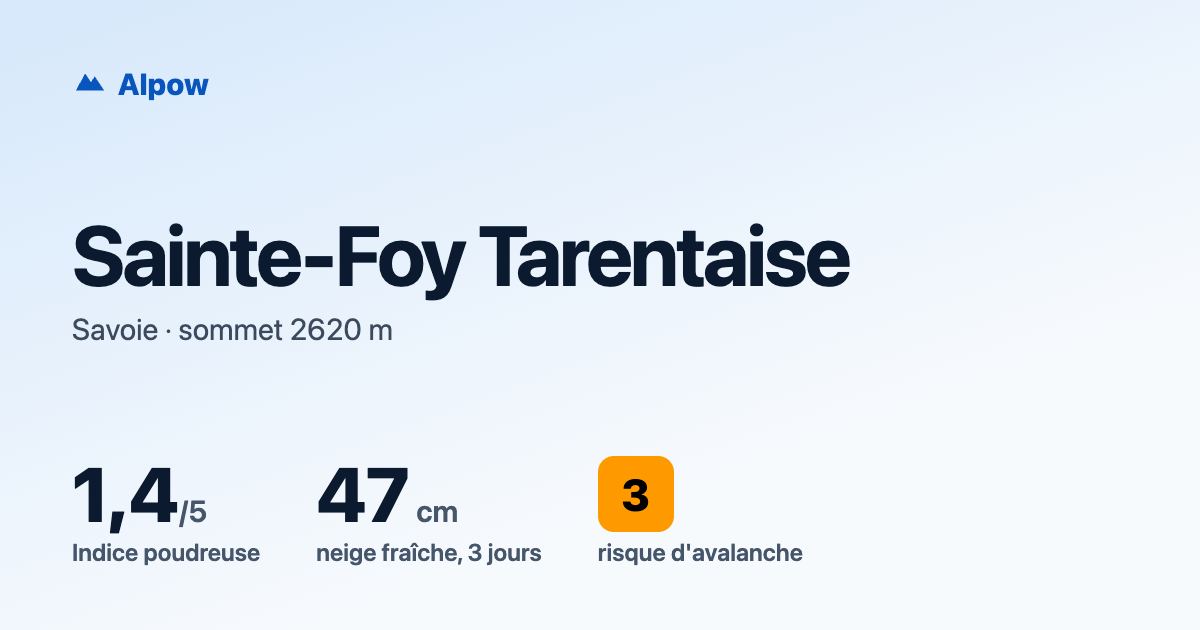 Alpow
Sainte-Foy Tarentaise
Savoie · sommet 2620 m
1,4/5
Indice poudreuse
47 cm
neige fraîche, 3 jours
3
risque d'avalanche